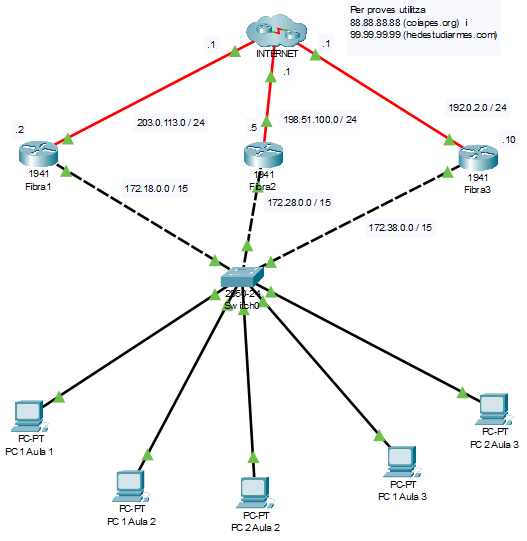 Per proves utilitza
88.88.88.88 (coiapes.org) i
99.99.99.99 (hedestudiarmes.com)
INTERNET
.1
.1
.1
203.0.113.0 / 24
198.51.100.0 / 24
192.0.2.0 / 24
.2
.5
.10
1941
Fibra1
1941
Fibra2
1941
Fibra3
172.18.0.0 / 15
172.28.0.0 / 15
172.38.0.0 / 15
2950-24
Switch0
PC-PT
PC 1 Aula 1
PC-PT
PC 1 Aula 2
PC-PT
PC 2 Aula 2
PC-PT
PC 1 Aula 3
PC-PT
PC 2 Aula 3